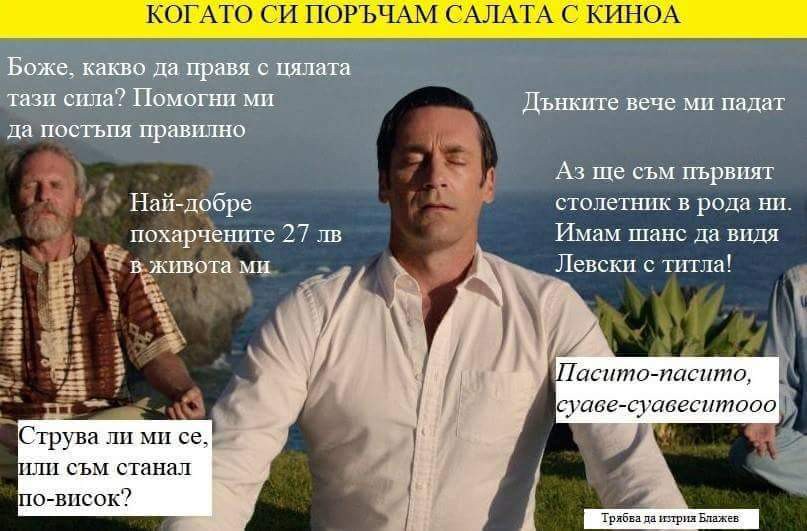 КОГАТО СИ ПОРЪЧАМ САЛАТА С КИНОА
Боже, какво да правя с цялата
тази сила? Помогни ми
да постъпя правилно
Дънките вече ми падат
Най-добре
похарчените 27 лв
в живота ми
Аз ще съм първият
столетник в рода ни.
Имам шанс да видя
Левски с титла!
Пасито-пасито,
суаве-суавеситооо
Струва ли ми се,
или съм станал
по-висок?
Трябва да изтрия Блажев